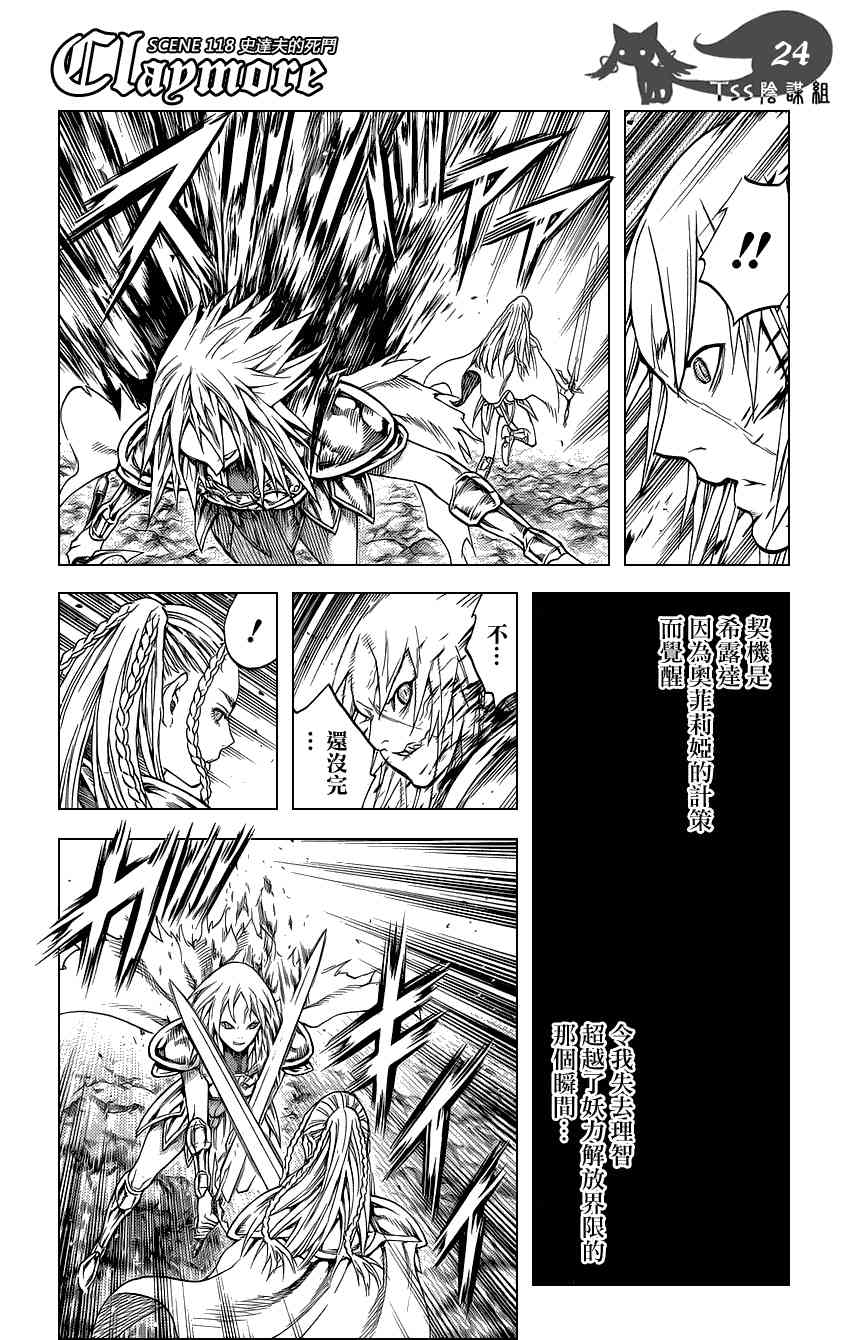 SCENE 118 史達夫的死鬥
Claymore
24
Tss陰謀組
!!
契機是
希露達
因為奧菲莉婭的計策
而覺醒
不…
還沒完
…
!
令我失去理智
超越了妖力解放界限的
那個瞬間…